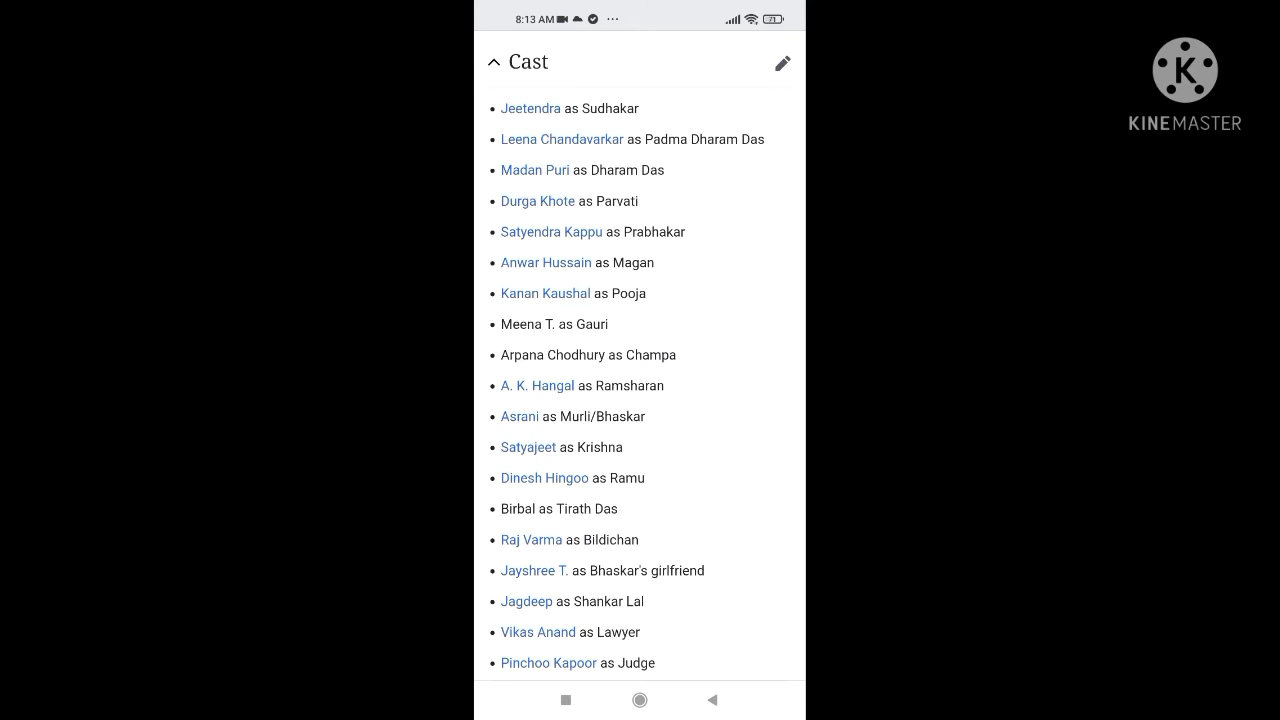 8:13 AM
71
Cast
Jeetendra as Sudhakar
Leena Chandavarkar as Padma Dharam Das
Madan Puri as Dharam Das
Durga Khote as Parvati
Satyendra Kappu as Prabhakar
Anwar Hussain as Magan
Kanan Kaushal as Pooja
Meena T. as Gauri
Arpana Chodhury as Champa
A. K. Hangal as Ramsharan
Asrani as Murli/Bhaskar
Satyajeet as Krishna
Dinesh Hingoo as Ramu
Birbal as Tirath Das
Raj Varma as Bildichan
Jayshree T. as Bhaskar's girlfriend
Jagdeep as Shankar Lal
Vikas Anand as Lawyer
Pinchoo Kapoor as Judge
K
KINEMASTER